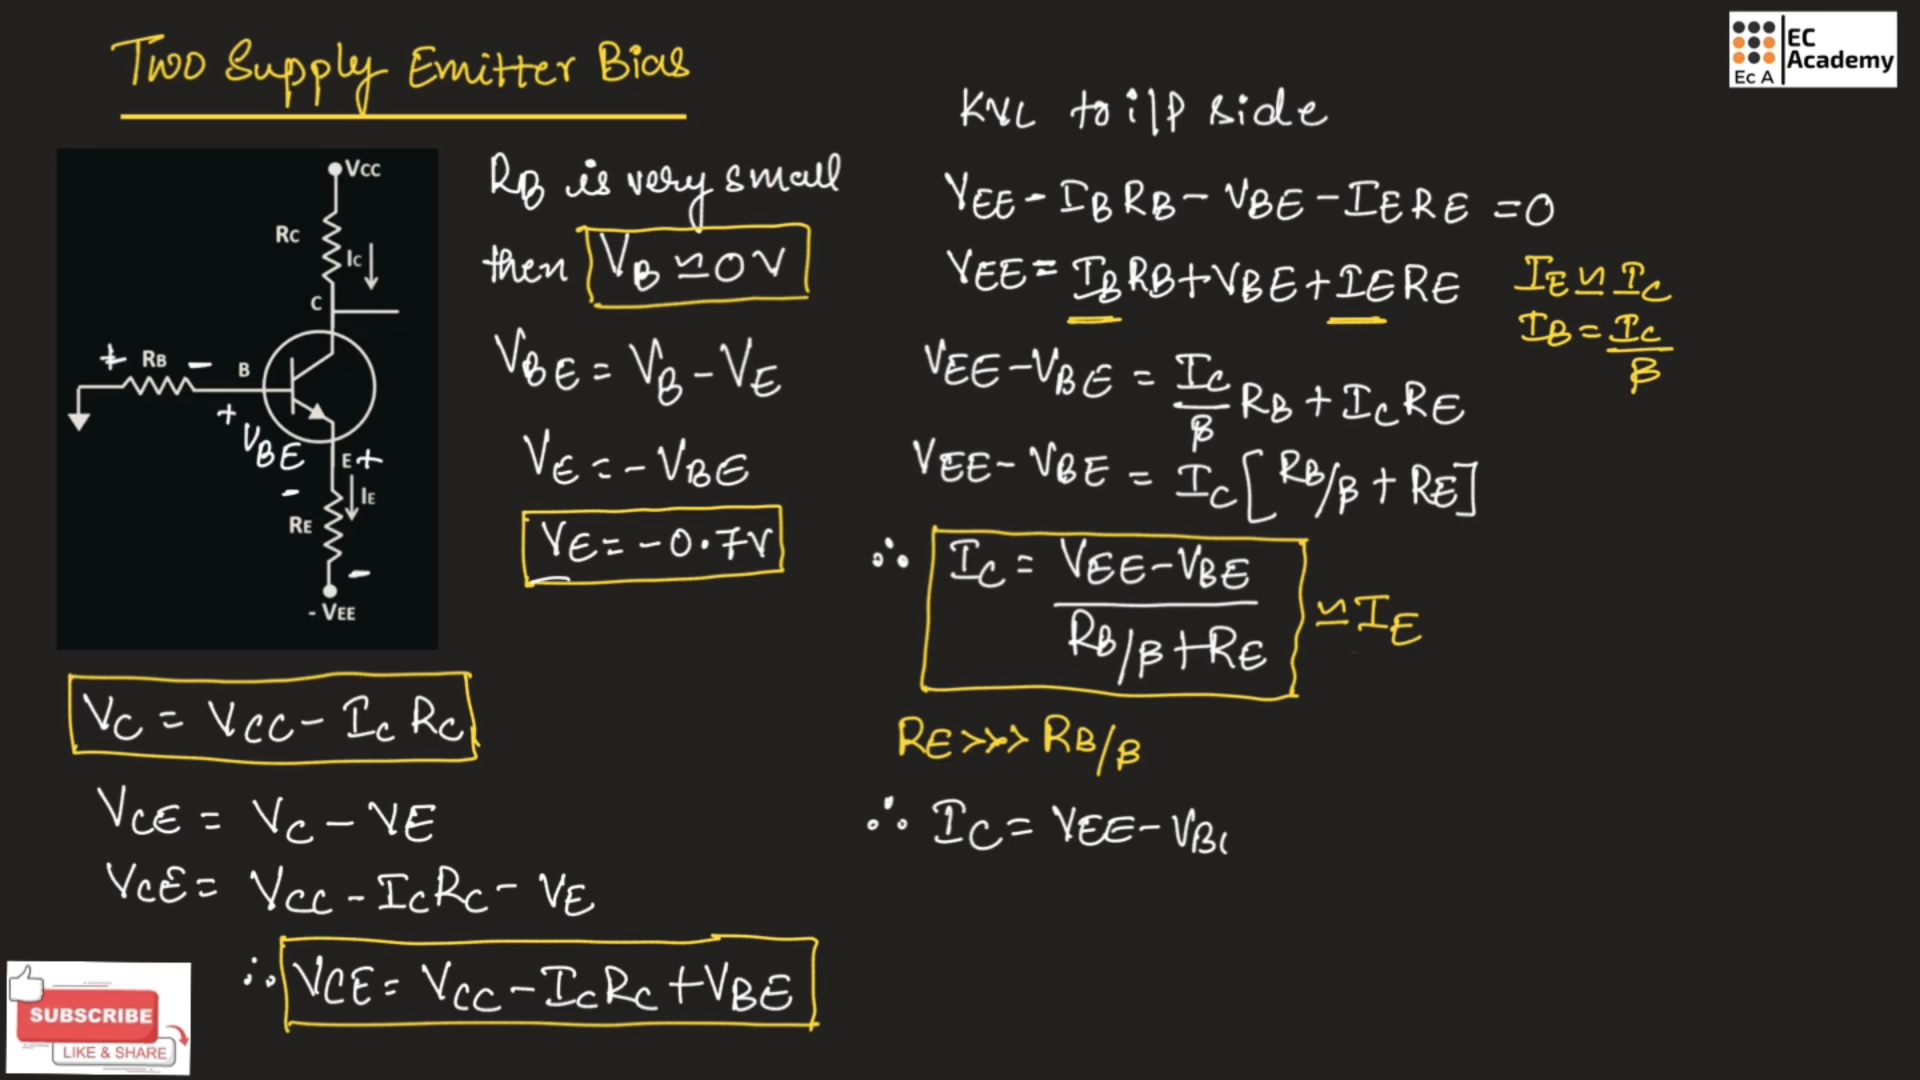 Two Supply Emitter Bias
EC
Academy
Ec A
VCC
RC
IC
C
+ RB - B
+
VBE
-
E +
IE
RE
-
- VEE
RB is very small
then VB ≃ 0V
VBE = VB - VE
VE = - VBE
VE = - 0.7V
VC = VCC - IC RC
VCE = VC - VE
VCE = VCC - ICRC - VE
∴ VCE = VCC - ICRC + VBE
KVL to i/p side
VEE - IBRB - VBE - IERE = 0
VEE = IBRB + VBE + IERE
IE ≃ IC
IB = IC/β
VEE - VBE = IC/β RB + ICRE
VEE - VBE = IC [RB/β + RE]
∴ IC = VEE - VBE / RB/β + RE ≃ IE
RE >>> RB/β
∴ IC = VEE - VB
SUBSCRIBE
LIKE & SHARE